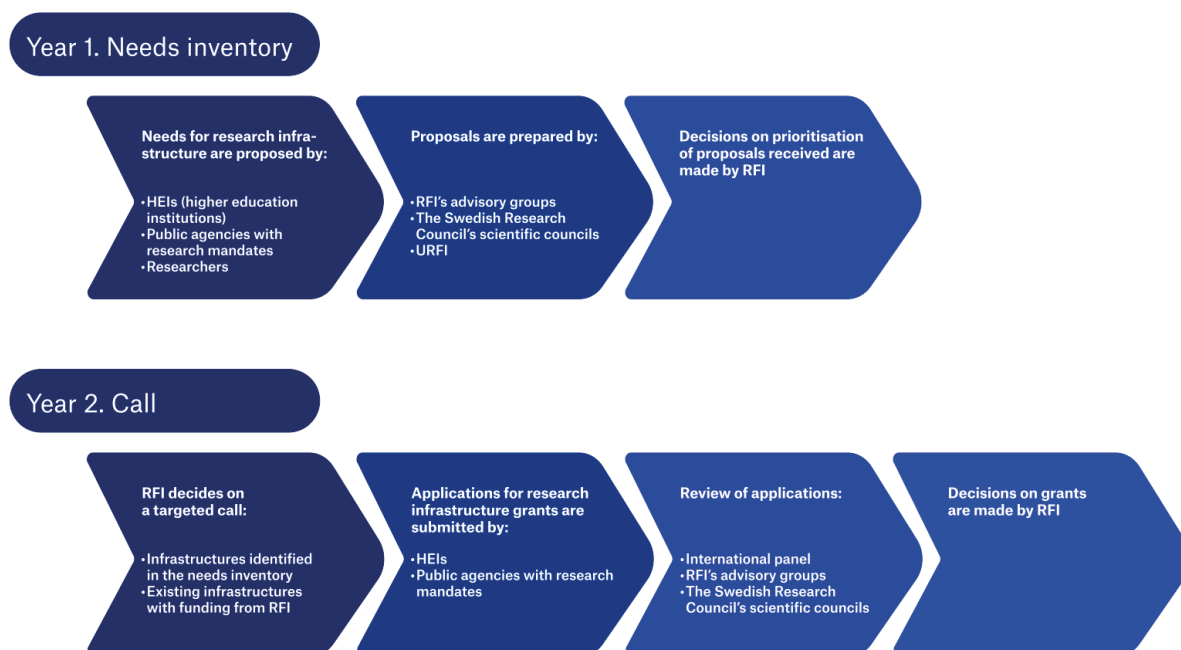 Year 1. Needs inventory
Needs for research infra-
structure are proposed by:
•HEIs (higher education
institutions)
•Public agencies with
research mandates
•Researchers
Proposals are prepared by:
•RFI's advisory groups
•The Swedish Research
Council's scientific councils
•URFI
Decisions on prioritisation
of proposals received are
made by RFI
Year 2. Call
RFI decides on
a targeted call:
•Infrastructures identified
in the needs inventory
•Existing infrastructures
with funding from RFI
Applications for research
infrastructure grants are
submitted by:
•HEIs
•Public agencies with research
mandates
Review of applications:
•International panel
•RFI's advisory groups
•The Swedish Research
Council's scientific councils
Decisions on grants
are made by RFI